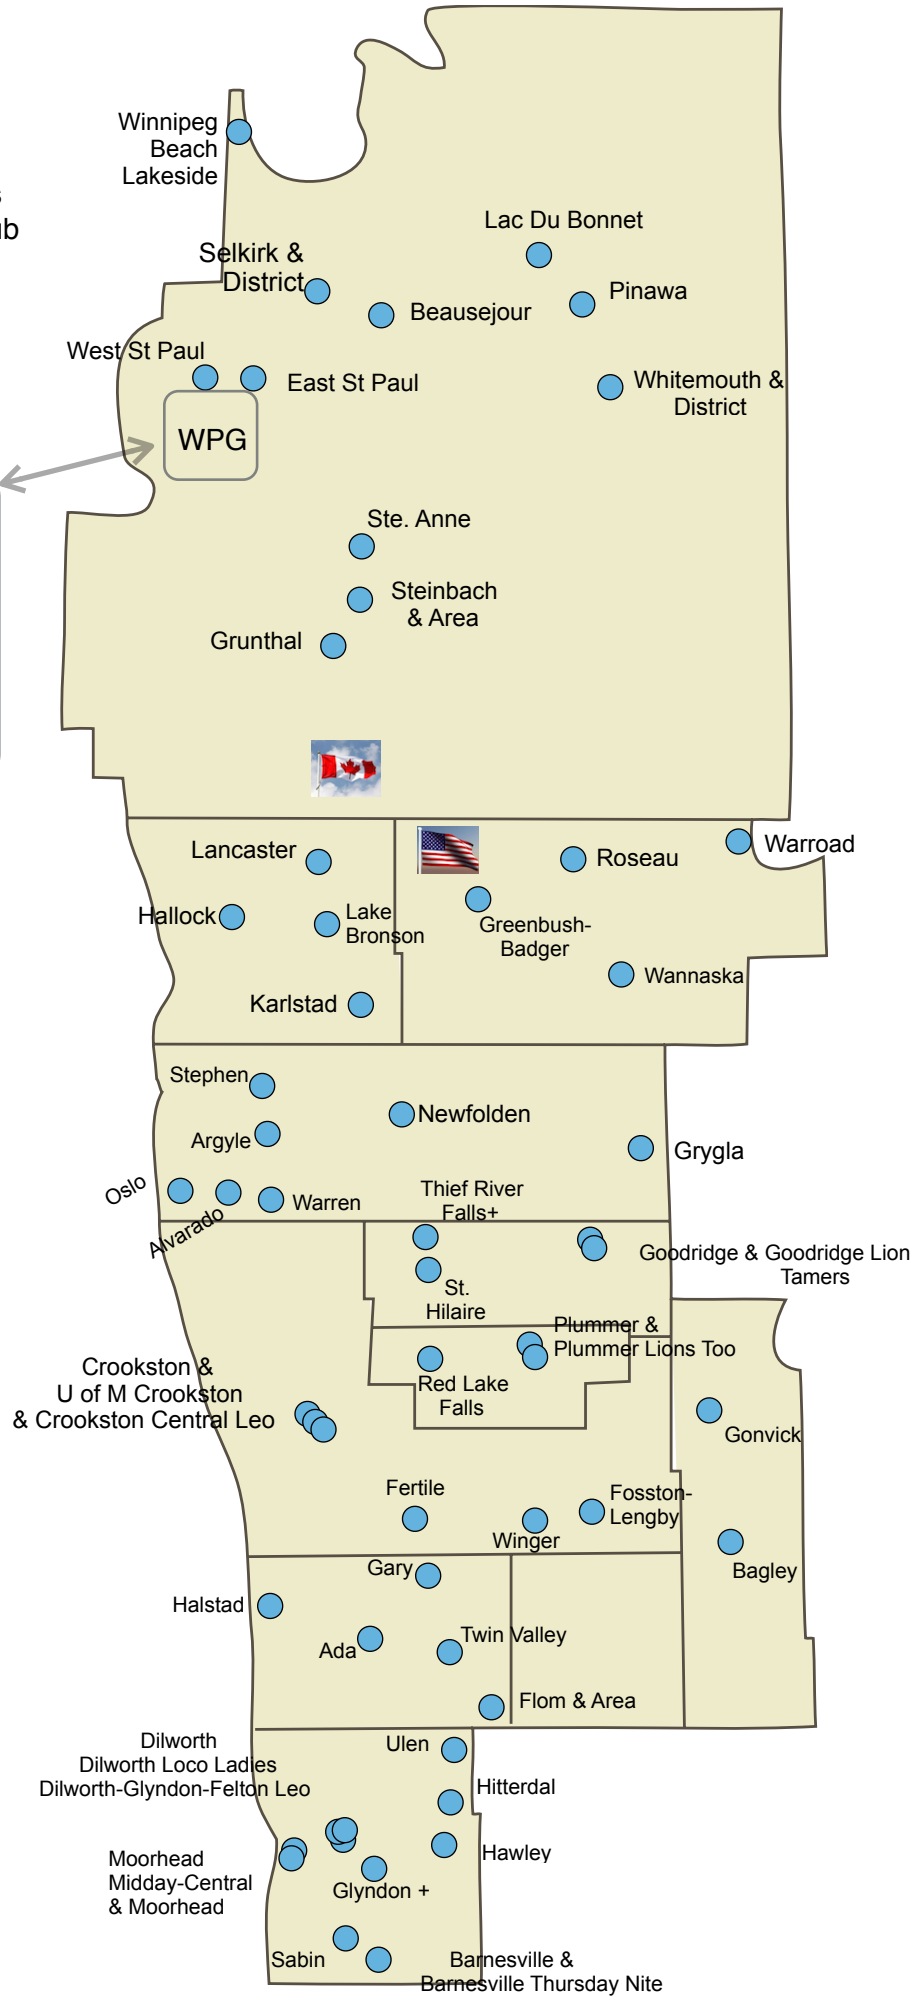 Winnipeg
Beach
Lakeside
Lac Du Bonnet
Selkirk &
District
Pinawa
Beausejour
West St Paul
East St Paul
Whitemouth &
District
WPG
Ste. Anne
Steinbach
& Area
Grunthal
Lancaster
Roseau
Warroad
Hallock
Lake
Bronson
Greenbush-
Badger
Wannaska
Karlstad
Stephen
Newfolden
Argyle
Grygla
Oslo
Alvarado
Warren
Thief River
Falls+
Goodridge & Goodridge Lion
Tamers
St.
Hilaire
Plummer &
Plummer Lions Too
Crookston &
U of M Crookston
& Crookston Central Leo
Red Lake
Falls
Gonvick
Fertile
Fosston-
Lengby
Winger
Bagley
Gary
Halstad
Ada
Twin Valley
Flom & Area
Dilworth
Dilworth Loco Ladies
Dilworth-Glyndon-Felton Leo
Ulen
Hitterdal
Hawley
Moorhead
Midday-Central
& Moorhead
Glyndon +
Sabin
Barnesville &
Barnesville Thursday Nite